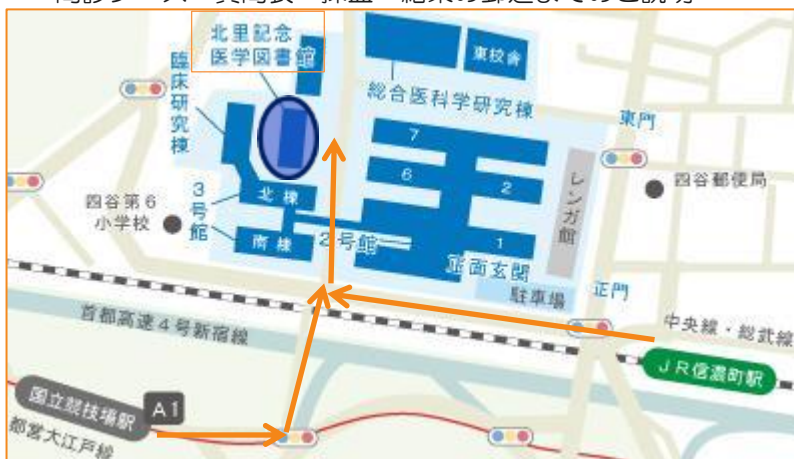 北里記念
医学図書館
東校舎
臨床研究棟
総合医科学研究棟
7
東門
6
2
レンガ館
四谷郵便局
北棟
四谷第6
小学校
3号館
南棟
2号館
1
正面玄関
駐車場
正門
中央線・総武線
首都高速4号新宿線
JR信濃町駅
国立競技場駅
A1
都営大江戸線